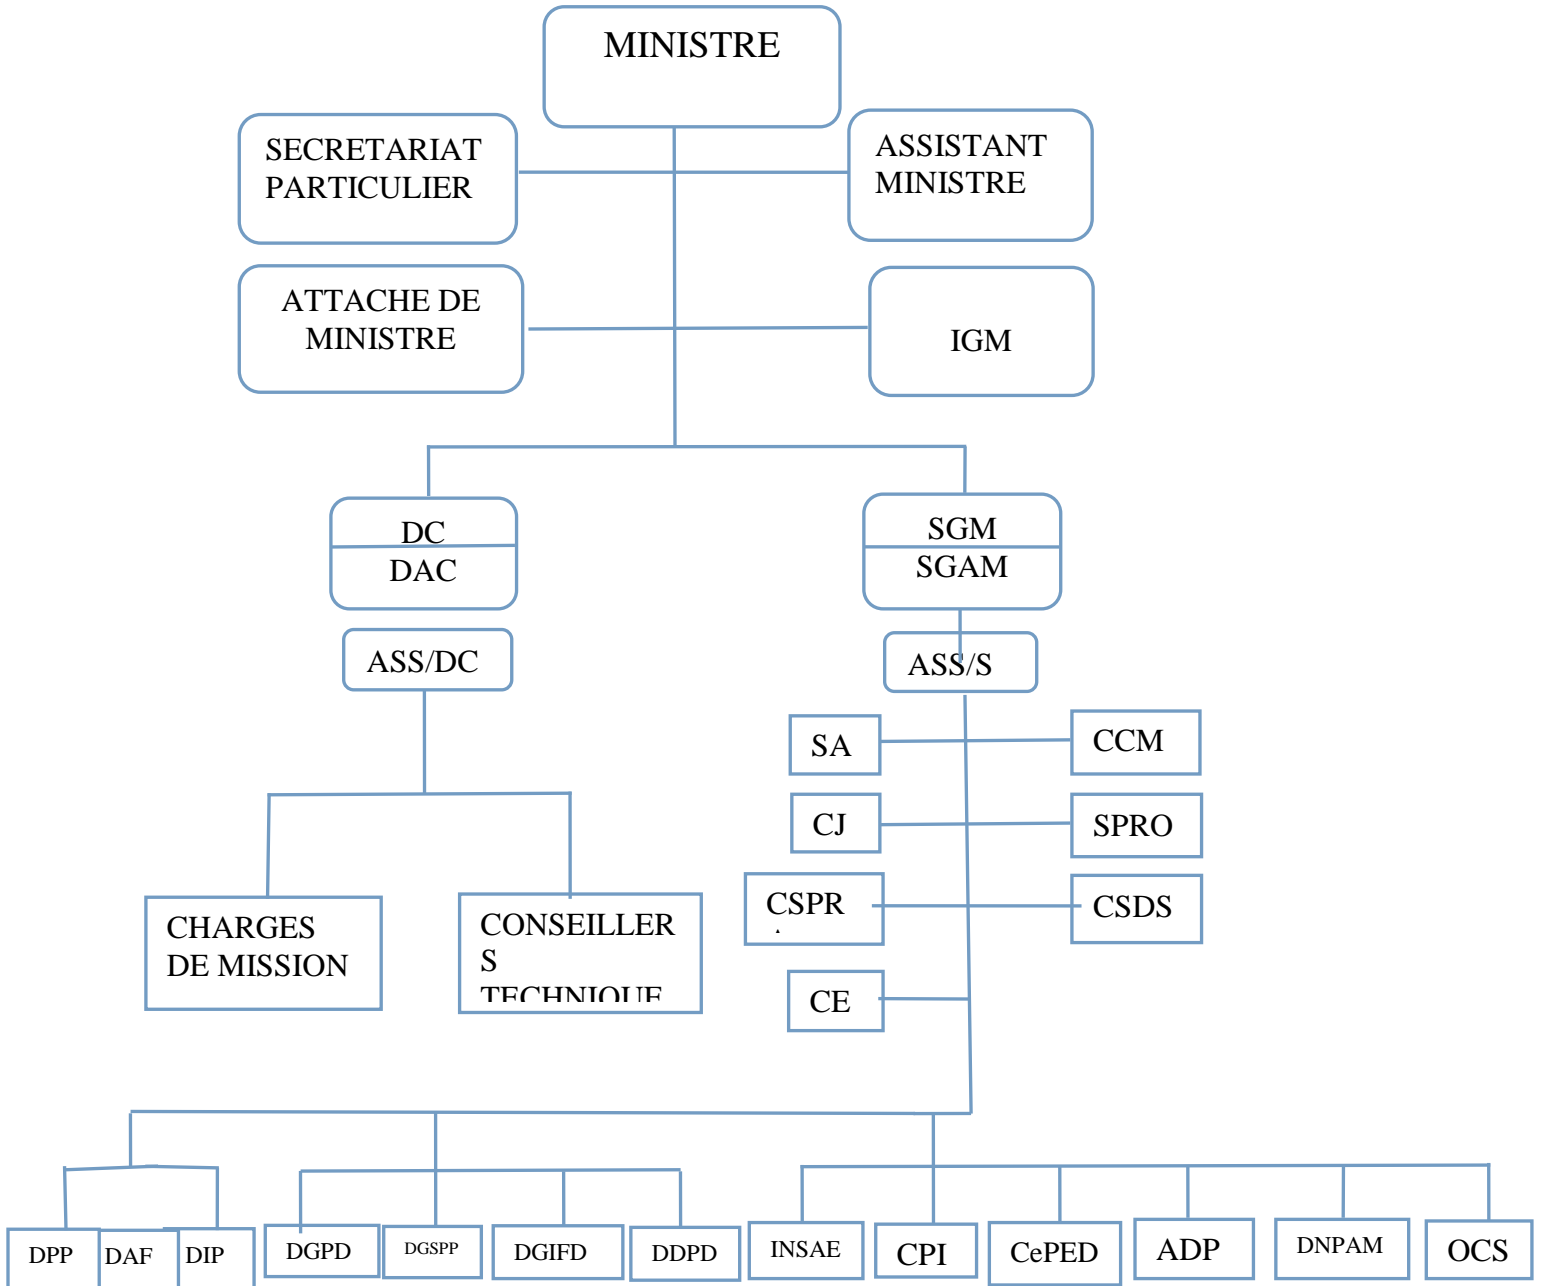 MINISTRE
SECRETARIAT
PARTICULIER
ASSISTANT
MINISTRE
ATTACHE DE
MINISTRE
IGM
DC
DAC
SGM
SGAM
ASS/DC
ASS/S
SA
CCM
CJ
SPRO
CSPR
CSDS
CE
CHARGES
DE MISSION
CONSEILLER
S
TECHNIQUE
DPP
DAF
DIP
DGPD
DGSPP
DGIFD
DDPD
INSAE
CPI
CePED
ADP
DNPAM
OCS